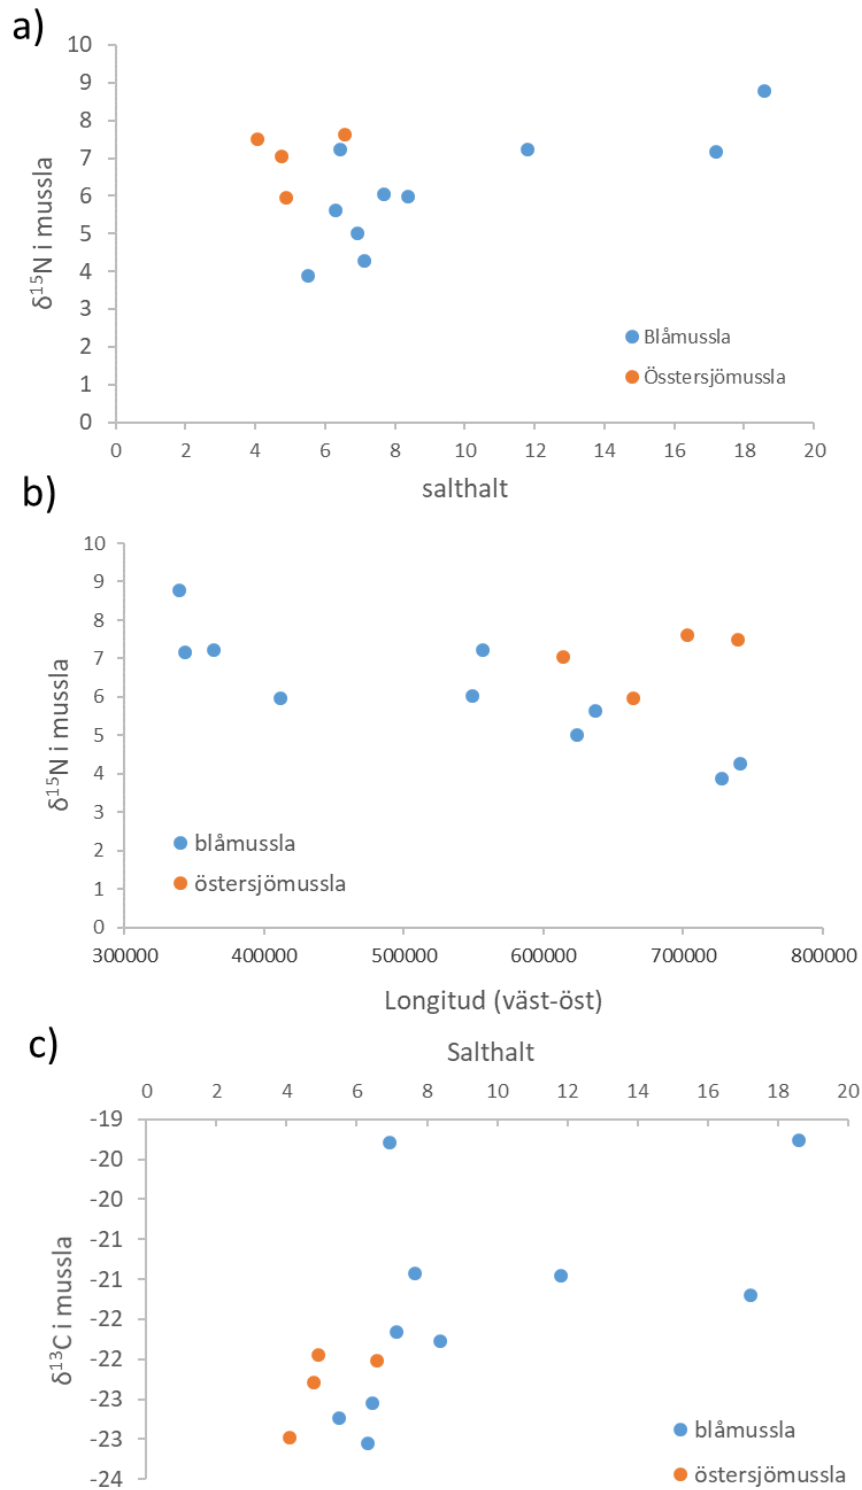 a)
10
9
8
7
6
5
4
3
2
1
0
δ¹⁵N i mussla
Blåmussla
Össtersjömussla
0 2 4 6 8 10 12 14 16 18 20
salthalt
b)
10
9
8
7
6
5
4
3
2
1
0
δ¹⁵N i mussla
blåmussla
östersjömussla
300000 400000 500000 600000 700000 800000
Longitud (väst-öst)
c)
Salthalt
0 2 4 6 8 10 12 14 16 18 20
-19
-20
-20
-21
-21
-22
-22
-23
-23
-24
δ¹³C i mussla
blåmussla
östersjömussla